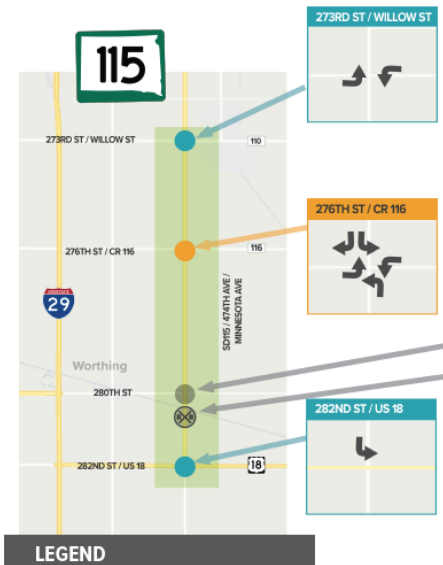 273RD ST / WILLOW ST
115
273RD ST / WILLOW ST
110
276TH ST / CR 116
276TH ST / CR 116
116
INTERSTATE
29
SD115 / 474TH AVE /
MINNESOTA AVE
Worthing
280TH ST
R R
282ND ST / US 18
282ND ST / US 18
18
LEGEND